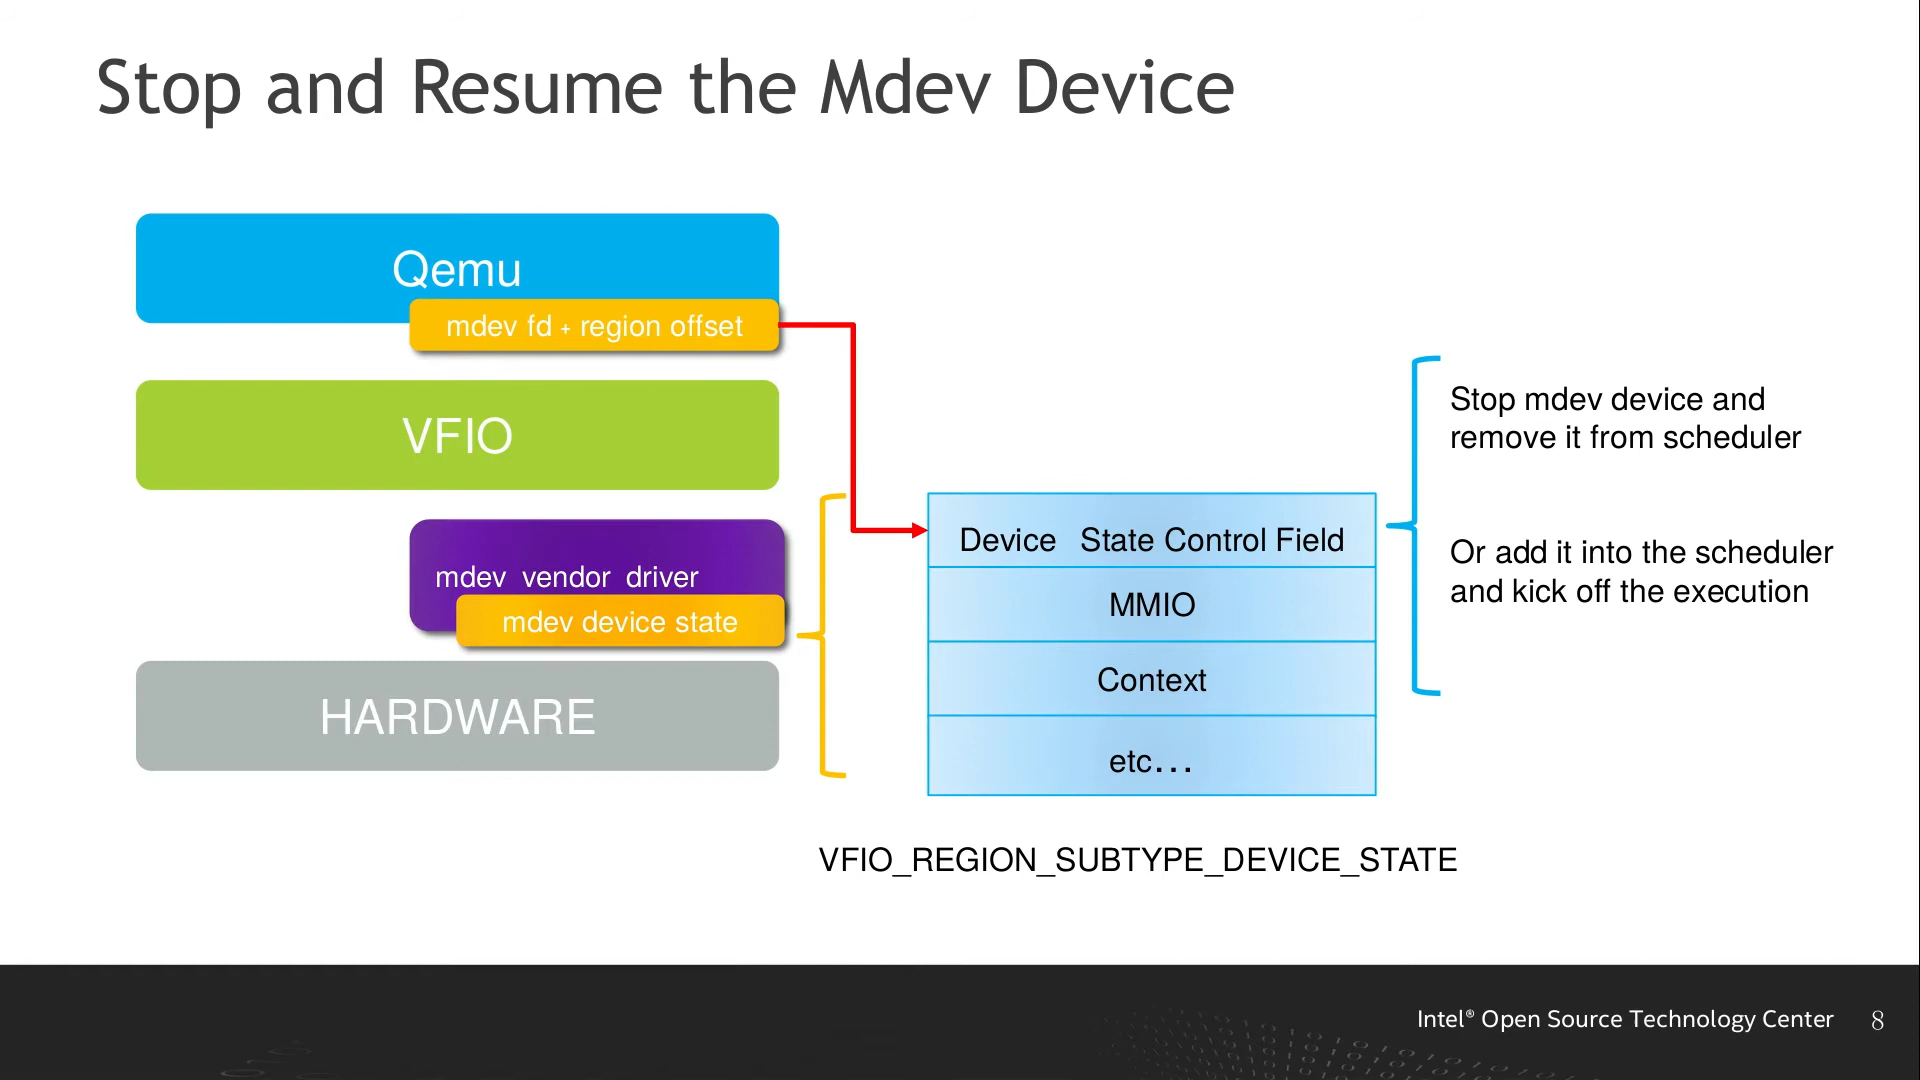 Stop and Resume the Mdev Device
Qemu
mdev fd + region offset
VFIO
mdev vendor driver
mdev device state
HARDWARE
Device State Control Field
MMIO
Context
etc...
VFIO_REGION_SUBTYPE_DEVICE_STATE
Stop mdev device and
remove it from scheduler
Or add it into the scheduler
and kick off the execution
Intel® Open Source Technology Center
8